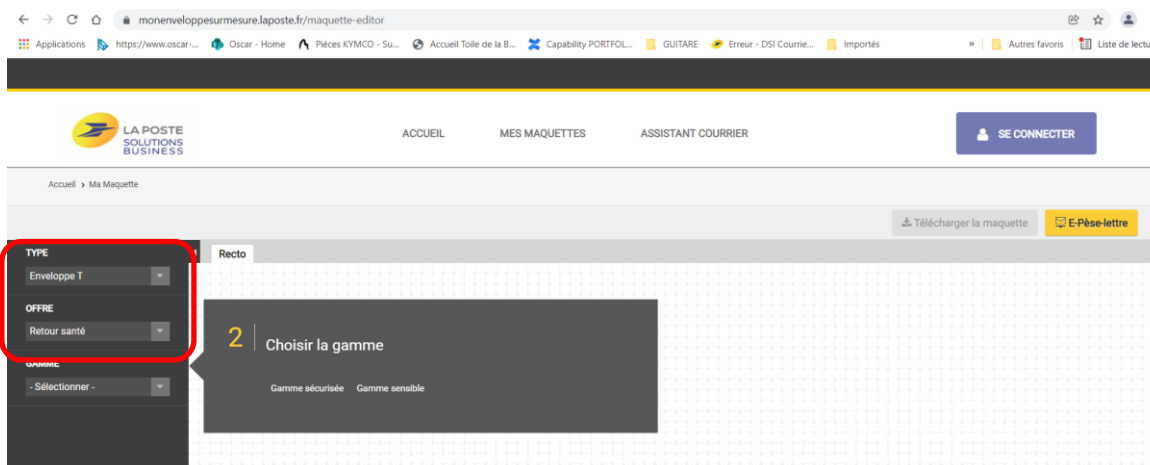 monenveloppesurmesure.laposte.fr/maquette-editor
Applications https://www.oscar-... Oscar - Home Pièces KYMCO - Su... Accueil Toile de la B... Capability PORTFOL... GUITARE Erreur - DSI Courrie... Importés » Autres favoris Liste de lectu
LA POSTE
SOLUTIONS
BUSINESS
ACCUEIL MES MAQUETTES ASSISTANT COURRIER SE CONNECTER
Accueil > Ma Maquette
Télécharger la maquette E-Pèse-lettre
TYPE
Recto
Enveloppe T
OFFRE
Retour santé
2 Choisir la gamme
GAMME
- Sélectionner -
Gamme sécurisée Gamme sensible